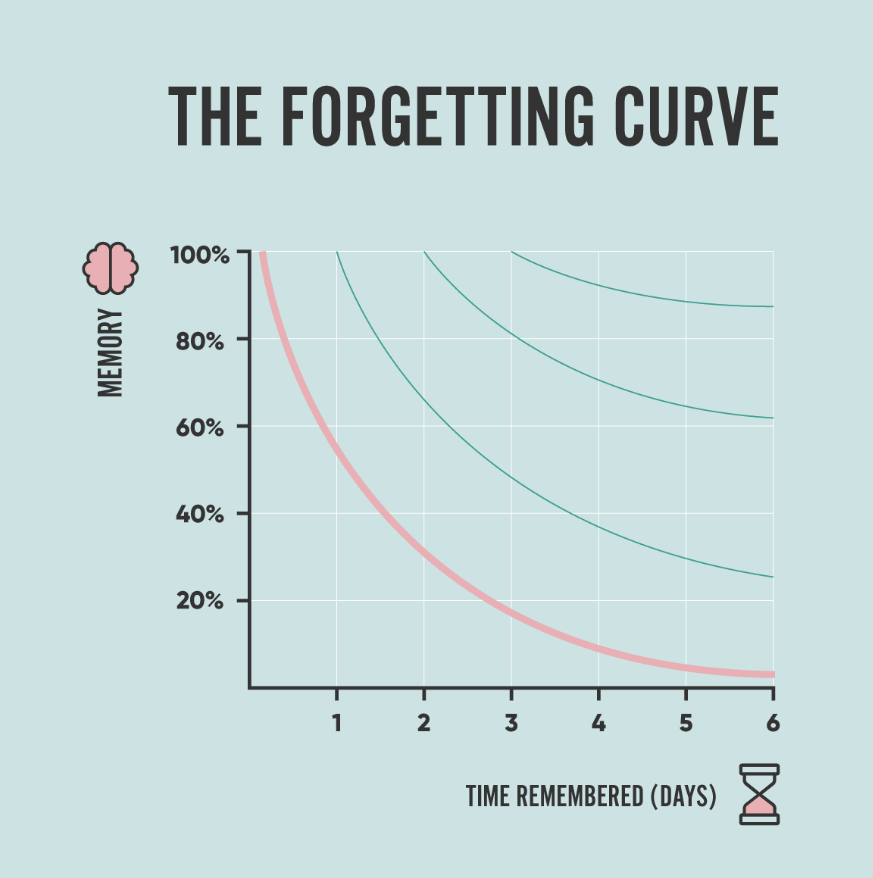 THE FORGETTING CURVE
100%
80%
60%
40%
20%
MEMORY
1 2 3 4 5 6
TIME REMEMBERED (DAYS)